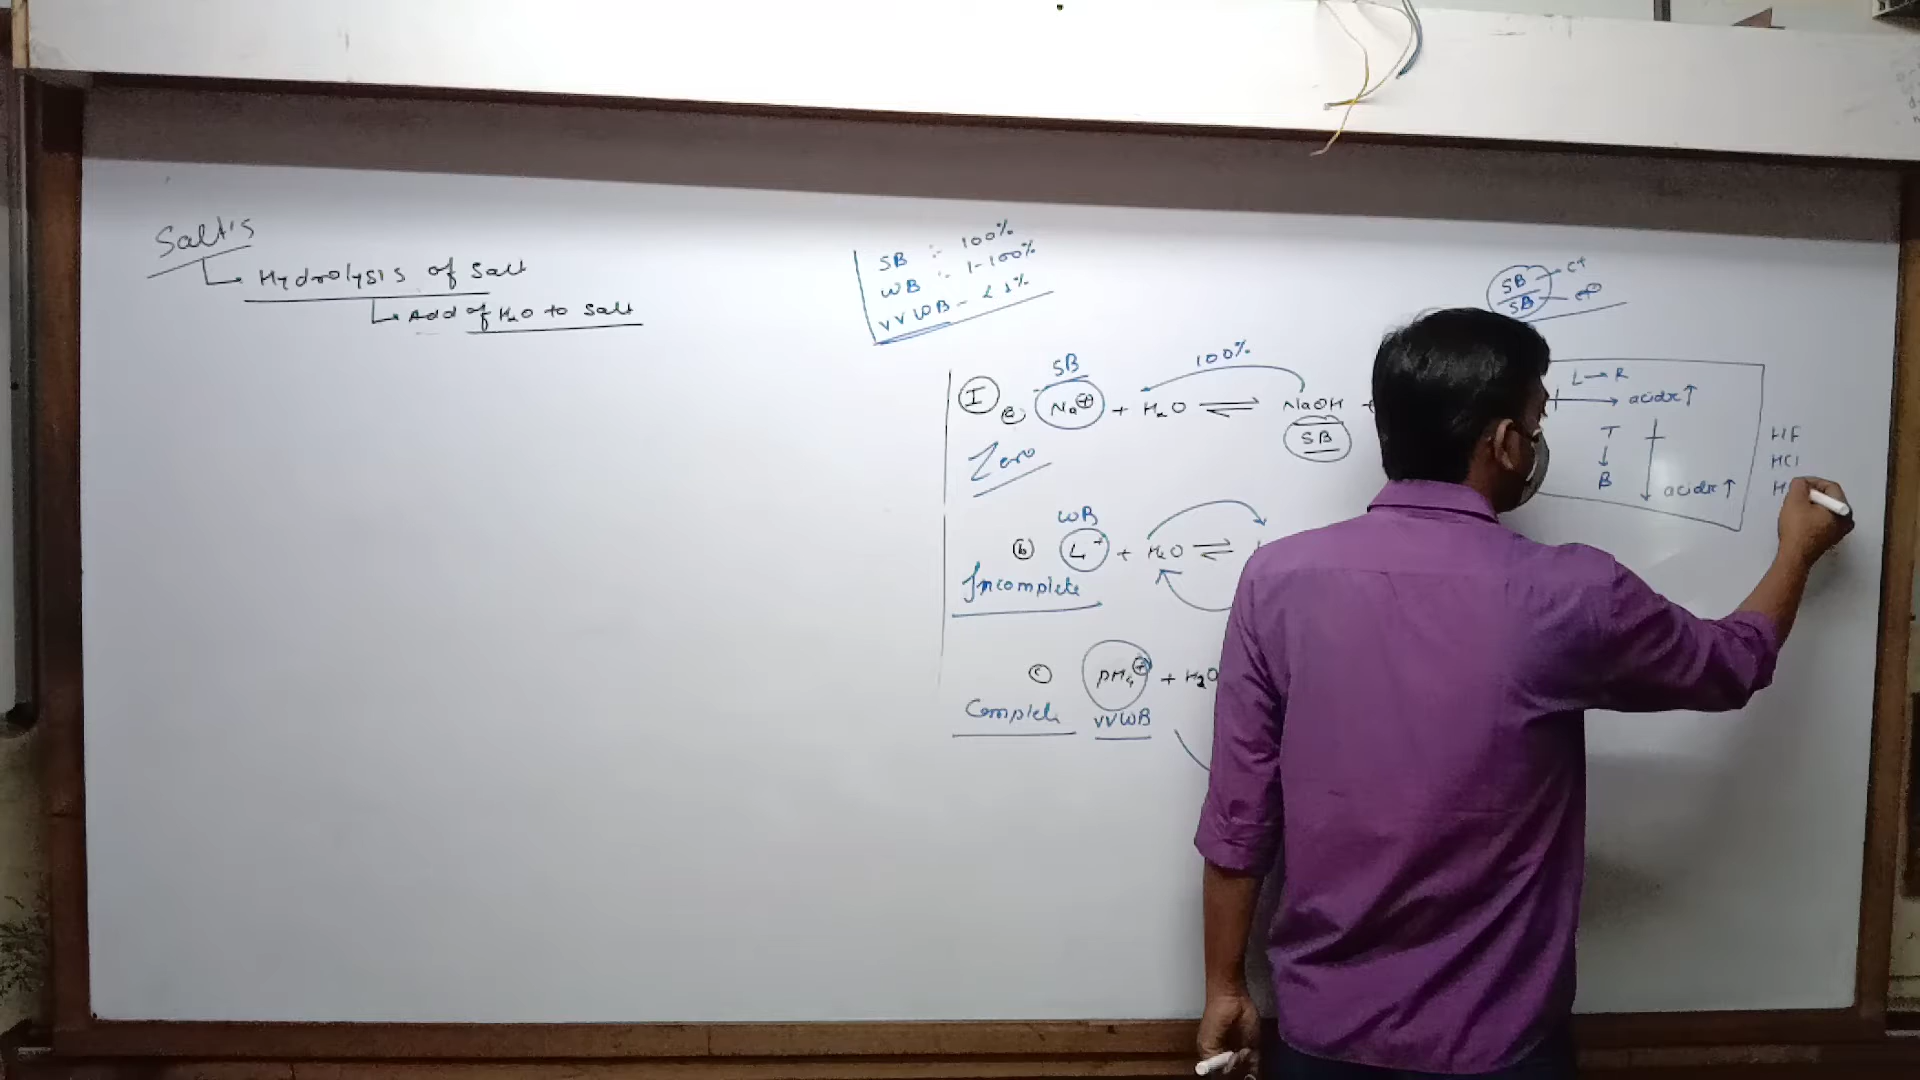 Salt's
Hydrolysis of Salt
Add of H2O to Salt
SB :- 100%
WB :- 1-100%
VVWB - < 1%
SB C+
SB
I a SB Na⊕ + H2O ⇌ NaOH +
100%
SB
Zero
L → R
acidic ↑
T
↓
B
acidic ↑
HF
HCl
H
WB
b Li+ + H2O ⇌
Incomplete
c PH4⊕ + H2O
Complete VVWB